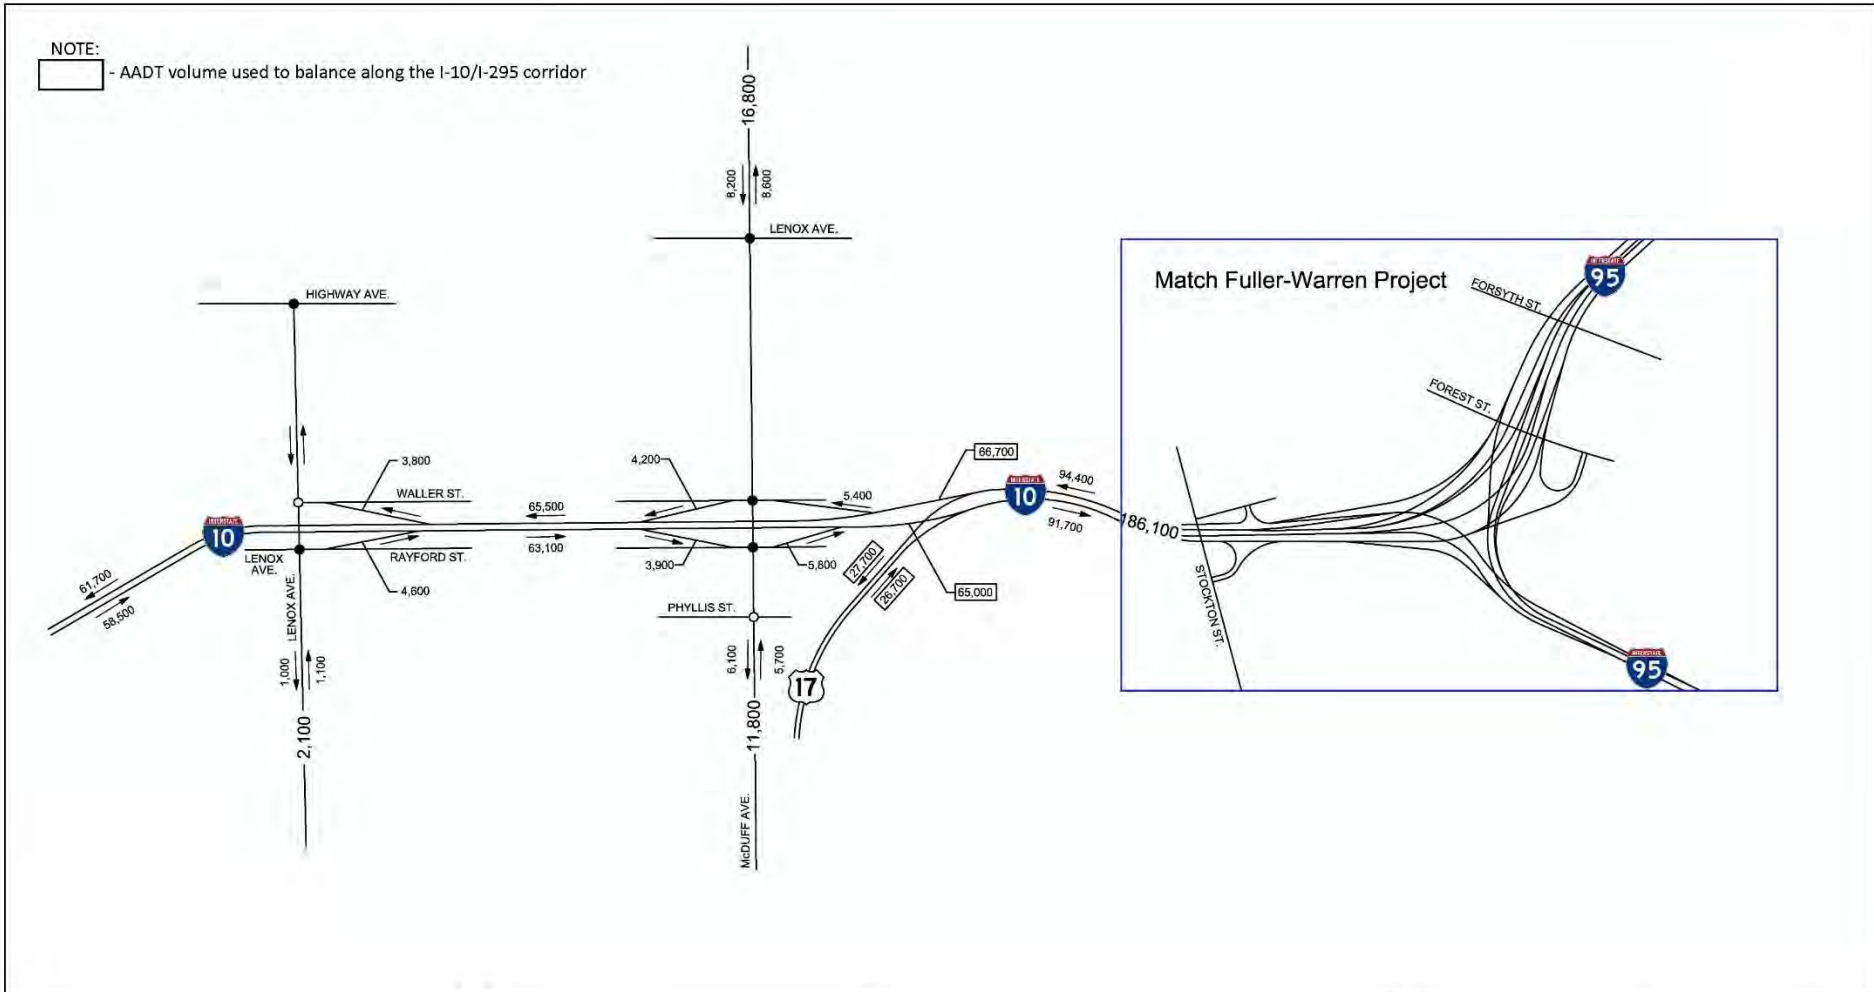 NOTE:
- AADT volume used to balance along the I-10/I-295 corridor
16,800
8,200
8,600
LENOX AVE.
HIGHWAY AVE.
Match Fuller-Warren Project
INTERSTATE
95
FORSYTH ST.
FOREST ST.
3,800
WALLER ST.
4,200
65,500
63,100
5,400
66,700
INTERSTATE
10
94,400
91,700
186,100
INTERSTATE
10
LENOX
AVE.
RAYFORD ST.
4,600
3,900
5,800
27,700
26,700
65,000
61,700
58,500
LENOX AVE.
PHYLLIS ST.
STOCKTON ST.
1,000
1,100
6,100
5,700
17
INTERSTATE
95
2,100
11,800
McDUFF AVE.